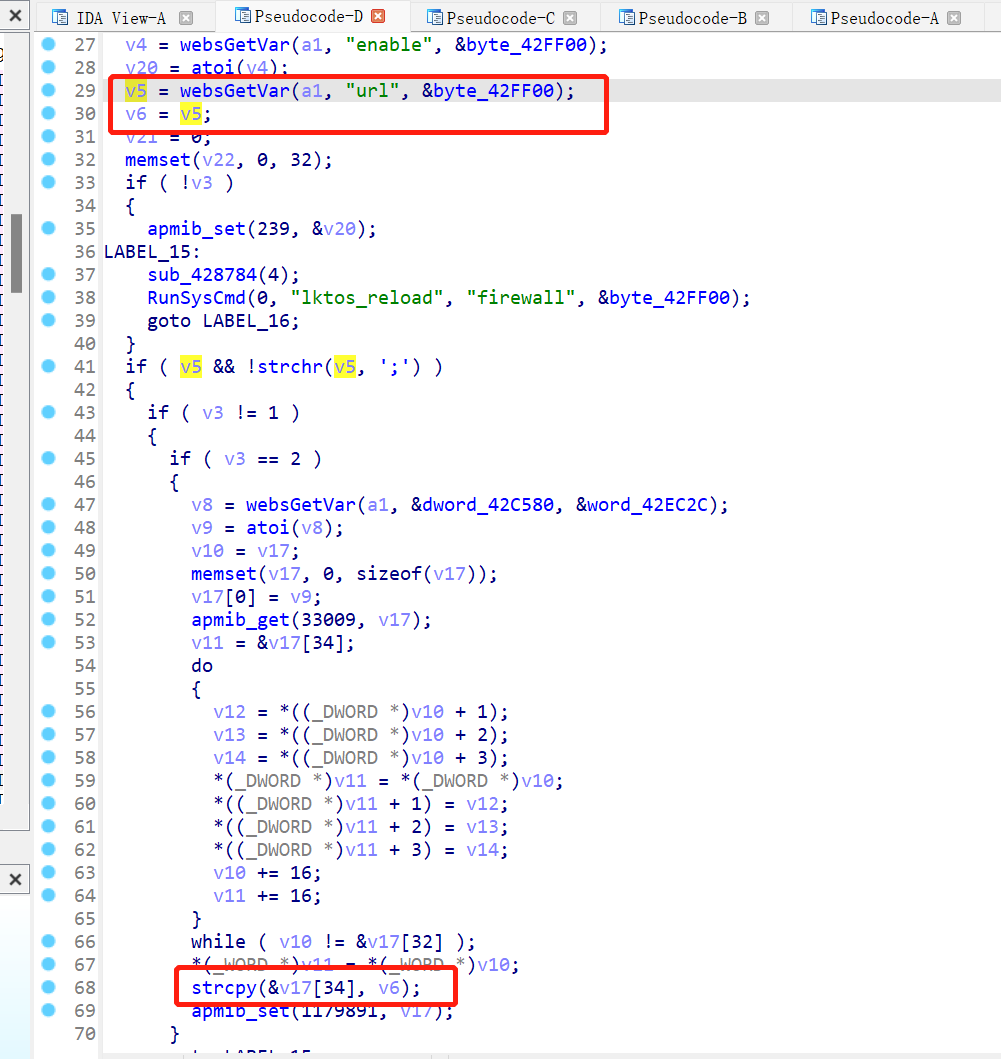 IDA View-A Pseudocode-D Pseudocode-C Pseudocode-B Pseudocode-A
27 v4 = websGetVar(a1, "enable", &byte_42FF00);
28 v20 = atoi(v4);
29 v5 = websGetVar(a1, "url", &byte_42FF00);
30 v6 = v5;
31 v21 = 0;
32 memset(v22, 0, 32);
33 if ( !v3 )
34 {
35 apmib_set(239, &v20);
36 LABEL_15:
37 sub_428784(4);
38 RunSysCmd(0, "lktos_reload", "firewall", &byte_42FF00);
39 goto LABEL_16;
40 }
41 if ( v5 && !strchr(v5, ';') )
42 {
43 if ( v3 != 1 )
44 {
45 if ( v3 == 2 )
46 {
47 v8 = websGetVar(a1, &dword_42C580, &word_42EC2C);
48 v9 = atoi(v8);
49 v10 = v17;
50 memset(v17, 0, sizeof(v17));
51 v17[0] = v9;
52 apmib_get(33009, v17);
53 v11 = &v17[34];
54 do
55 {
56 v12 = *((_DWORD *)v10 + 1);
57 v13 = *((_DWORD *)v10 + 2);
58 v14 = *((_DWORD *)v10 + 3);
59 *(_DWORD *)v11 = *(_DWORD *)v10;
60 *((_DWORD *)v11 + 1) = v12;
61 *((_DWORD *)v11 + 2) = v13;
62 *((_DWORD *)v11 + 3) = v14;
63 v10 += 16;
64 v11 += 16;
65 }
66 while ( v10 != &v17[32] );
67 *(_WORD *)v11 = *(_WORD *)v10;
68 strcpy(&v17[34], v6);
69 apmib_set(1179891, v17);
70 }